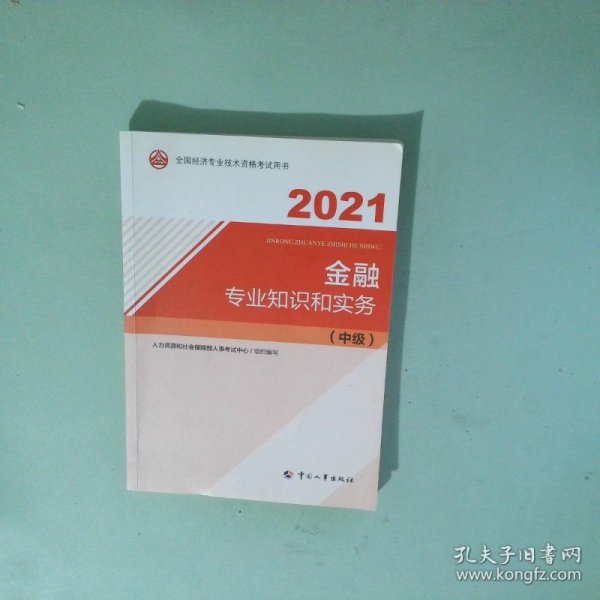 全国经济专业技术资格考试用书
2021
JINRONG ZHUANYE ZHISHI HE SHIWU
金融
专业知识和实务
(中级)
人力资源和社会保障部人事考试中心/组织编写
中国人事出版社
孔夫子旧书网
www.kongfz.com